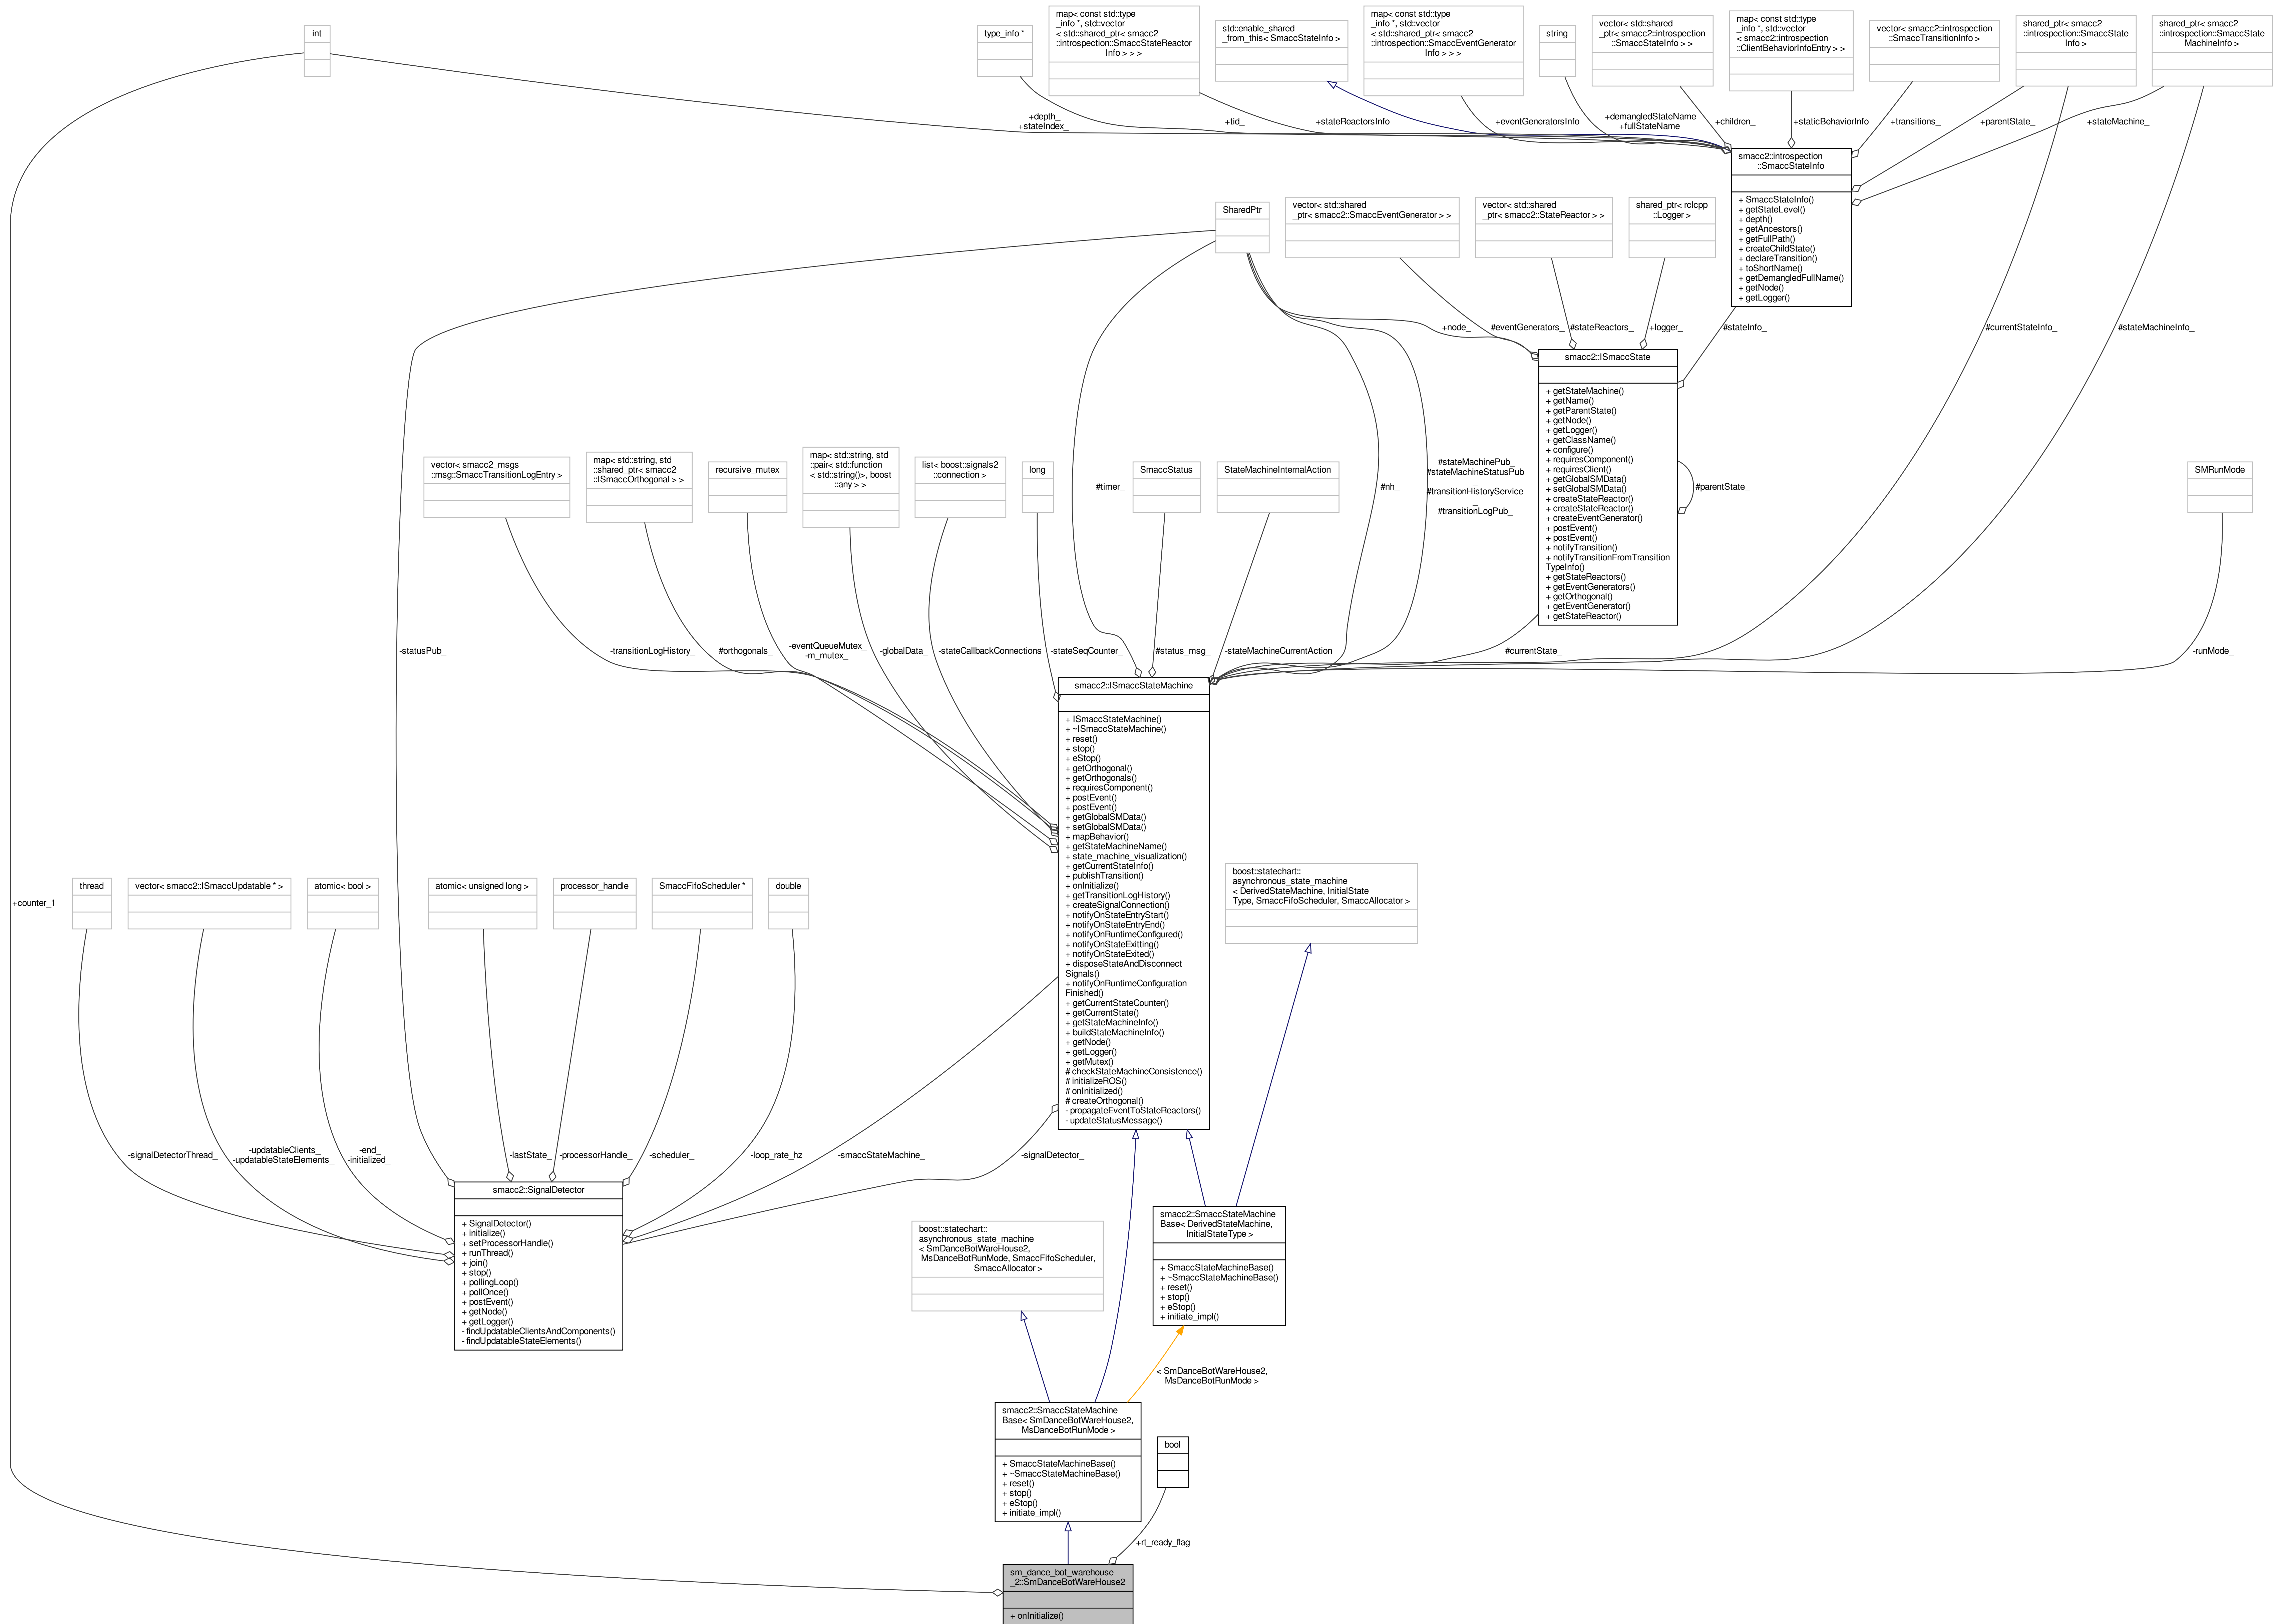 int
type_info *
map< const std::type
_info *, std::vector
< std::shared_ptr< smacc2
::introspection::SmaccStateReactor
Info > > >
std::enable_shared
_from_this< SmaccStateInfo >
map< const std::type
_info *, std::vector
< std::shared_ptr< smacc2
::introspection::SmaccEventGenerator
Info > > >
string
vector< std::shared
_ptr< smacc2::introspection
::SmaccStateInfo > >
map< const std::type
_info *, std::vector
< smacc2::introspection
::ClientBehaviorInfoEntry > >
vector< smacc2::introspection
::SmaccTransitionInfo >
shared_ptr< smacc2
::introspection::SmaccState
Info >
shared_ptr< smacc2
::introspection::SmaccState
MachineInfo >
+depth_
+stateIndex_
+tid_
+stateReactorsInfo
+eventGeneratorsInfo
+demangledStateName
+fullStateName
+children_
+staticBehaviorInfo
+transitions_
+parentState_
+stateMachine_
smacc2::introspection
::SmaccStateInfo
+ SmaccStateInfo()
+ getStateLevel()
+ depth()
+ getAncestors()
+ getFullPath()
+ createChildState()
+ declareTransition()
+ toShortName()
+ getDemangledFullName()
+ getNode()
+ getLogger()
SharedPtr
vector< std::shared
_ptr< smacc2::SmaccEventGenerator > >
vector< std::shared
_ptr< smacc2::StateReactor > >
shared_ptr< rclcpp
::Logger >
+node_
#eventGenerators_
#stateReactors_
+logger_
#stateInfo_
#currentStateInfo_
#stateMachineInfo_
smacc2::ISmaccState
+ getStateMachine()
+ getName()
+ getParentState()
+ getNode()
+ getLogger()
+ getClassName()
+ configure()
+ requiresComponent()
+ requiresClient()
+ getGlobalSMData()
+ setGlobalSMData()
+ createStateReactor()
+ createStateReactor()
+ createEventGenerator()
+ postEvent()
+ postEvent()
+ notifyTransition()
+ notifyTransitionFromTransition
TypeInfo()
+ getStateReactors()
+ getEventGenerators()
+ getOrthogonal()
+ getEventGenerator()
+ getStateReactor()
#parentState_
vector< smacc2_msgs
::msg::SmaccTransitionLogEntry >
map< std::string, std
::shared_ptr< smacc2
::ISmaccOrthogonal > >
recursive_mutex
map< std::string, std
::pair< std::function
< std::string()>, boost
::any > >
list< boost::signals2
::connection >
long
SmaccStatus
StateMachineInternalAction
SMRunMode
#timer_
#nh_
#stateMachinePub_
#stateMachineStatusPub
_
#transitionHistoryService
_
#transitionLogPub_
-statusPub_
-transitionLogHistory_
#orthogonals_
-eventQueueMutex_
-m_mutex_
-globalData_
-stateCallbackConnections
-stateSeqCounter_
#status_msg_
-stateMachineCurrentAction
#currentState_
-runMode_
smacc2::ISmaccStateMachine
+ ISmaccStateMachine()
+ ~ISmaccStateMachine()
+ reset()
+ stop()
+ eStop()
+ getOrthogonal()
+ getOrthogonals()
+ requiresComponent()
+ postEvent()
+ postEvent()
+ getGlobalSMData()
+ setGlobalSMData()
+ mapBehavior()
+ getStateMachineName()
+ state_machine_visualization()
+ getCurrentStateInfo()
+ publishTransition()
+ onInitialize()
+ getTransitionLogHistory()
+ createSignalConnection()
+ notifyOnStateEntryStart()
+ notifyOnStateEntryEnd()
+ notifyOnRuntimeConfigured()
+ notifyOnStateExitting()
+ notifyOnStateExited()
+ disposeStateAndDisconnect
Signals()
+ notifyOnRuntimeConfiguration
Finished()
+ getCurrentStateCounter()
+ getCurrentState()
+ getStateMachineInfo()
+ buildStateMachineInfo()
+ getNode()
+ getLogger()
+ getMutex()
# checkStateMachineConsistence()
# initializeROS()
# onInitialized()
# createOrthogonal()
- propagateEventToStateReactors()
- updateStatusMessage()
thread
vector< smacc2::ISmaccUpdatable * >
atomic< bool >
atomic< unsigned long >
processor_handle
SmaccFifoScheduler *
double
boost::statechart::
asynchronous_state_machine
< DerivedStateMachine, InitialState
Type, SmaccFifoScheduler, SmaccAllocator >
+counter_1
-signalDetectorThread_
-updatableClients_
-updatableStateElements_
-end_
-initialized_
-lastState_
-processorHandle_
-scheduler_
-loop_rate_hz
-smaccStateMachine_
-signalDetector_
smacc2::SignalDetector
+ SignalDetector()
+ initialize()
+ setProcessorHandle()
+ runThread()
+ join()
+ stop()
+ pollingLoop()
+ pollOnce()
+ postEvent()
+ getNode()
+ getLogger()
- findUpdatableClientsAndComponents()
- findUpdatableStateElements()
boost::statechart::
asynchronous_state_machine
< SmDanceBotWareHouse2,
MsDanceBotRunMode, SmaccFifoScheduler,
SmaccAllocator >
smacc2::SmaccStateMachine
Base< DerivedStateMachine,
InitialStateType >
+ SmaccStateMachineBase()
+ ~SmaccStateMachineBase()
+ reset()
+ stop()
+ eStop()
+ initiate_impl()
< SmDanceBotWareHouse2,
MsDanceBotRunMode >
smacc2::SmaccStateMachine
Base< SmDanceBotWareHouse2,
MsDanceBotRunMode >
+ SmaccStateMachineBase()
+ ~SmaccStateMachineBase()
+ reset()
+ stop()
+ eStop()
+ initiate_impl()
bool
+rt_ready_flag
sm_dance_bot_warehouse
_2::SmDanceBotWareHouse2
+ onInitialize()